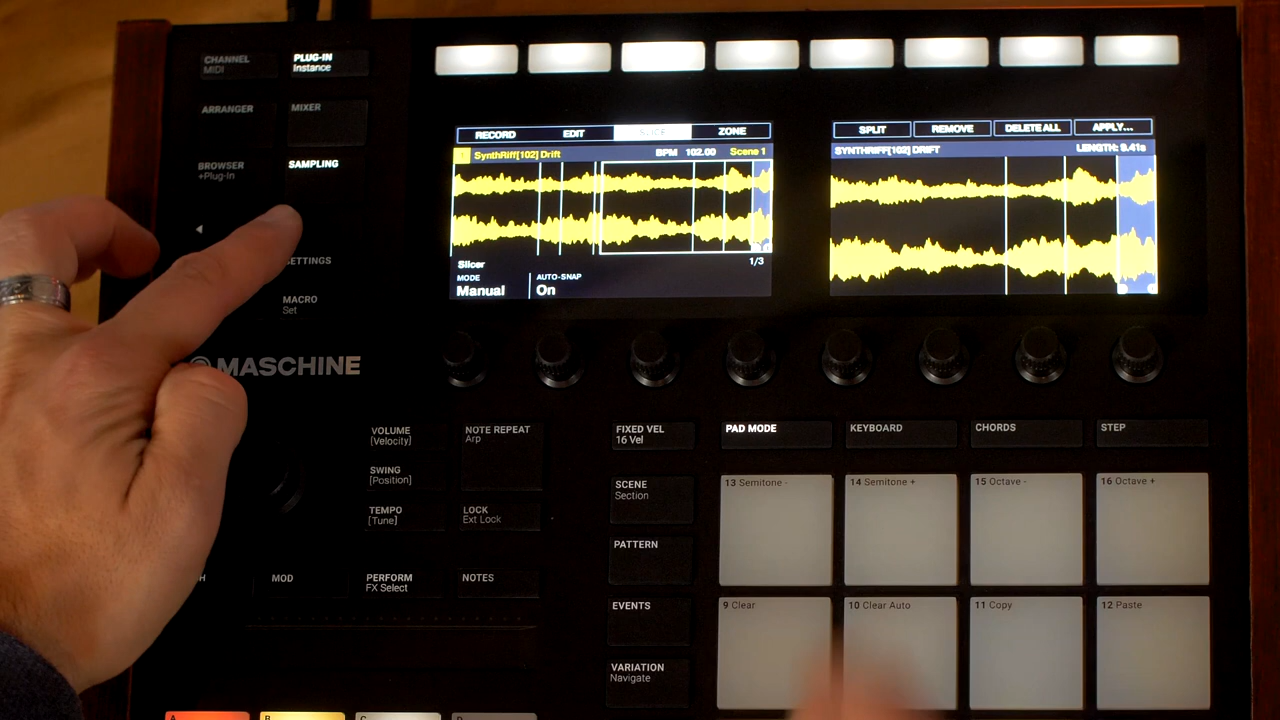 CHANNEL
MIDI
PLUG-IN
Instance
ARRANGER
MIXER
BROWSER
+Plug-In
SAMPLING
SETTINGS
MACRO
Set
MASCHINE
RECORD
EDIT
SLICE
ZONE
SynthRiff[102] Drift
BPM 102.00
Scene 1
Slicer
1/3
MODE
Manual
AUTO-SNAP
On
SPLIT
REMOVE
DELETE ALL
APPLY...
SYNTHRIFF[102] DRIFT
LENGTH: 9.41s
VOLUME
[Velocity]
NOTE REPEAT
Arp
SWING
[Position]
TEMPO
[Tune]
LOCK
Ext Lock
MOD
PERFORM
FX Select
NOTES
FIXED VEL
16 Vel
PAD MODE
KEYBOARD
CHORDS
STEP
SCENE
Section
PATTERN
EVENTS
VARIATION
Navigate
13 Semitone -
14 Semitone +
15 Octave -
16 Octave +
9 Clear
10 Clear Auto
11 Copy
12 Paste
A
B
C
D